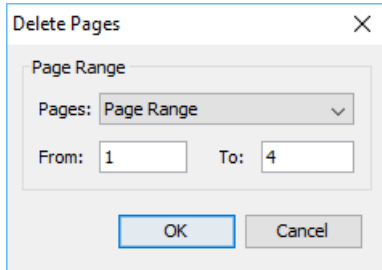 Delete Pages
Page Range
Pages: Page Range
From: 1 To: 4
OK Cancel